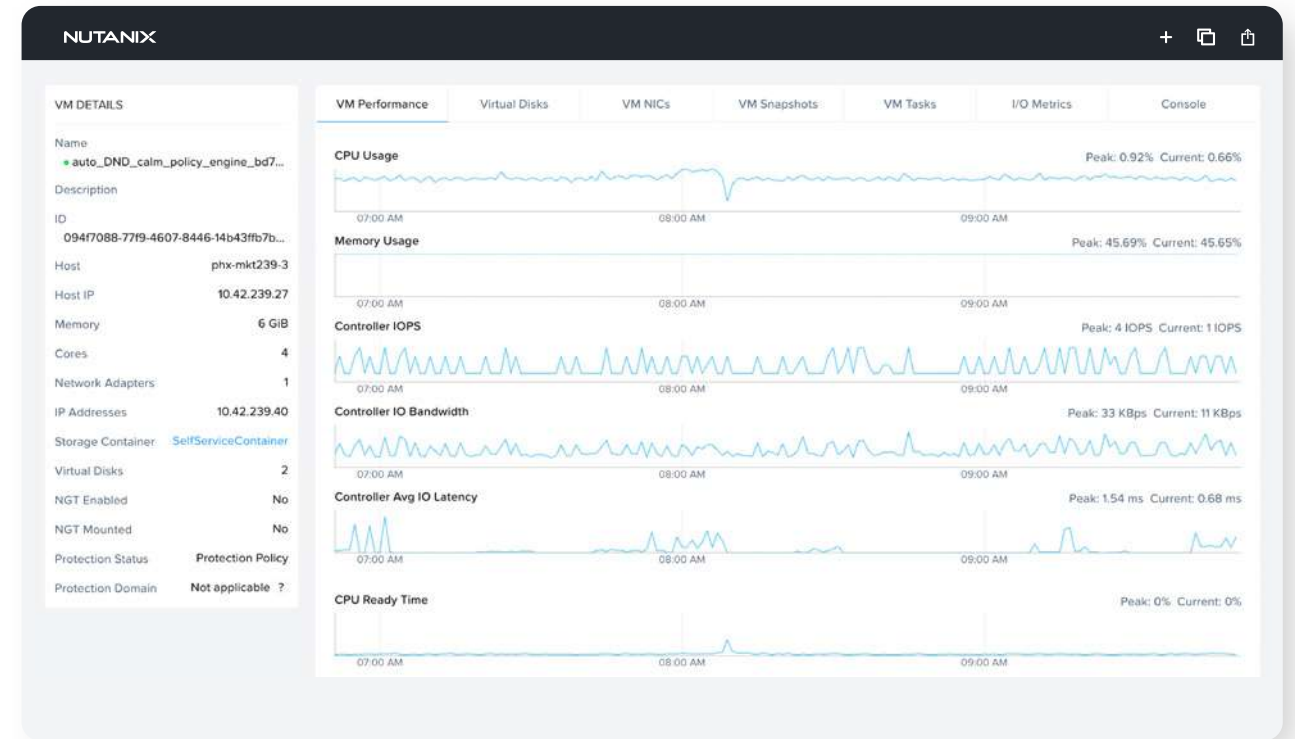 NUTANIX
VM DETAILS
Name
auto_DND_calm_policy_engine_bd7...
Description
ID
094f7088-77f9-4607-8446-14b43ffb7b...
Host phx-mkt239-3
Host IP 10.42.239.27
Memory 6 GiB
Cores 4
Network Adapters 1
IP Addresses 10.42.239.40
Storage Container SelfServiceContainer
Virtual Disks 2
NGT Enabled No
NGT Mounted No
Protection Status Protection Policy
Protection Domain Not applicable ?
VM Performance Virtual Disks VM NICs VM Snapshots VM Tasks I/O Metrics Console
CPU Usage Peak: 0.92% Current: 0.66%
07:00 AM 08:00 AM 09:00 AM
Memory Usage Peak: 45.69% Current: 45.65%
07:00 AM 08:00 AM 09:00 AM
Controller IOPS Peak: 4 IOPS Current: 1 IOPS
07:00 AM 08:00 AM 09:00 AM
Controller IO Bandwidth Peak: 33 KBps Current: 11 KBps
07:00 AM 08:00 AM 09:00 AM
Controller Avg IO Latency Peak: 1.54 ms Current: 0.68 ms
07:00 AM 08:00 AM 09:00 AM
CPU Ready Time Peak: 0% Current: 0%
07:00 AM 08:00 AM 09:00 AM